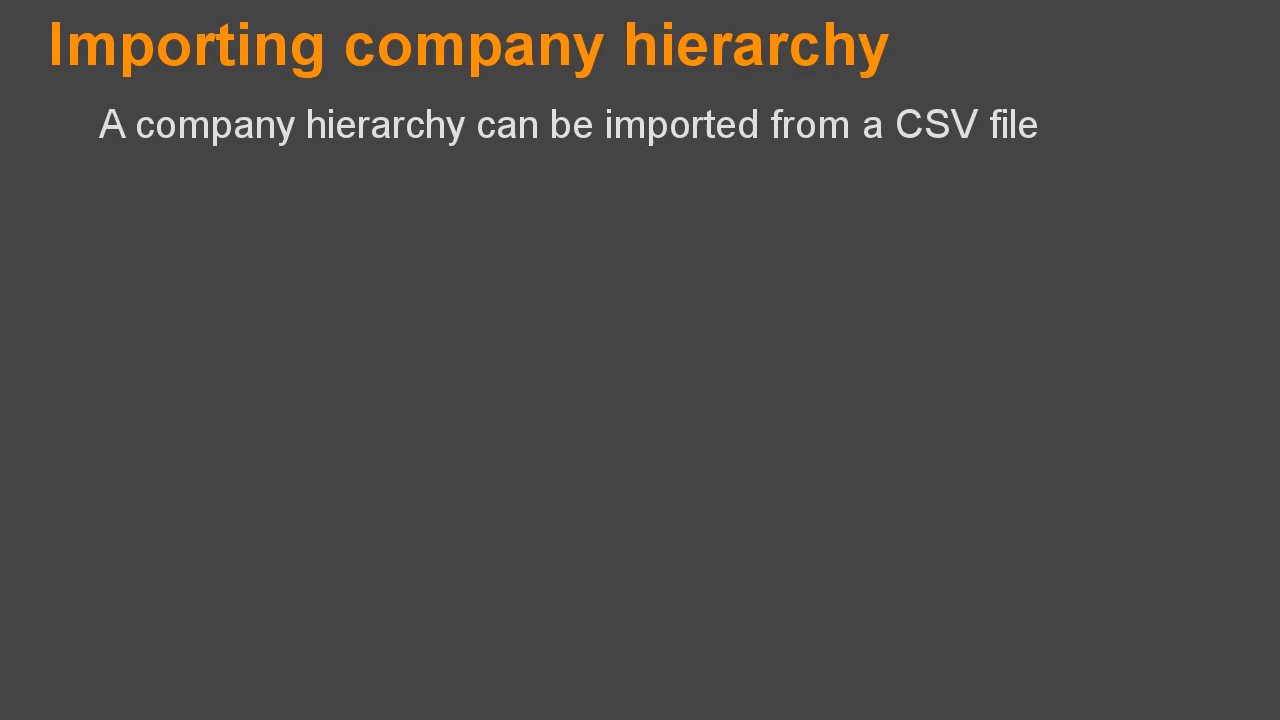 Importing company hierarchy
A company hierarchy can be imported from a CSV file